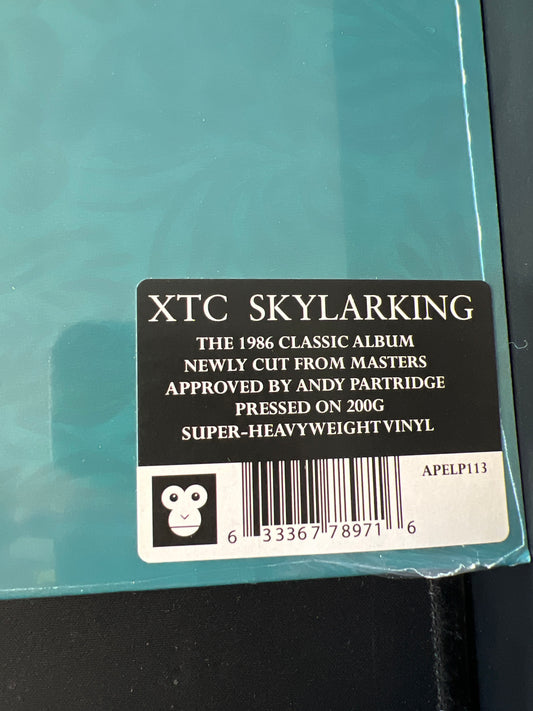 XTC SKYLARKING
THE 1986 CLASSIC ALBUM
NEWLY CUT FROM MASTERS
APPROVED BY ANDY PARTRIDGE
PRESSED ON 200G
SUPER-HEAVYWEIGHT VINYL
APELP113
6 33367 78971 6